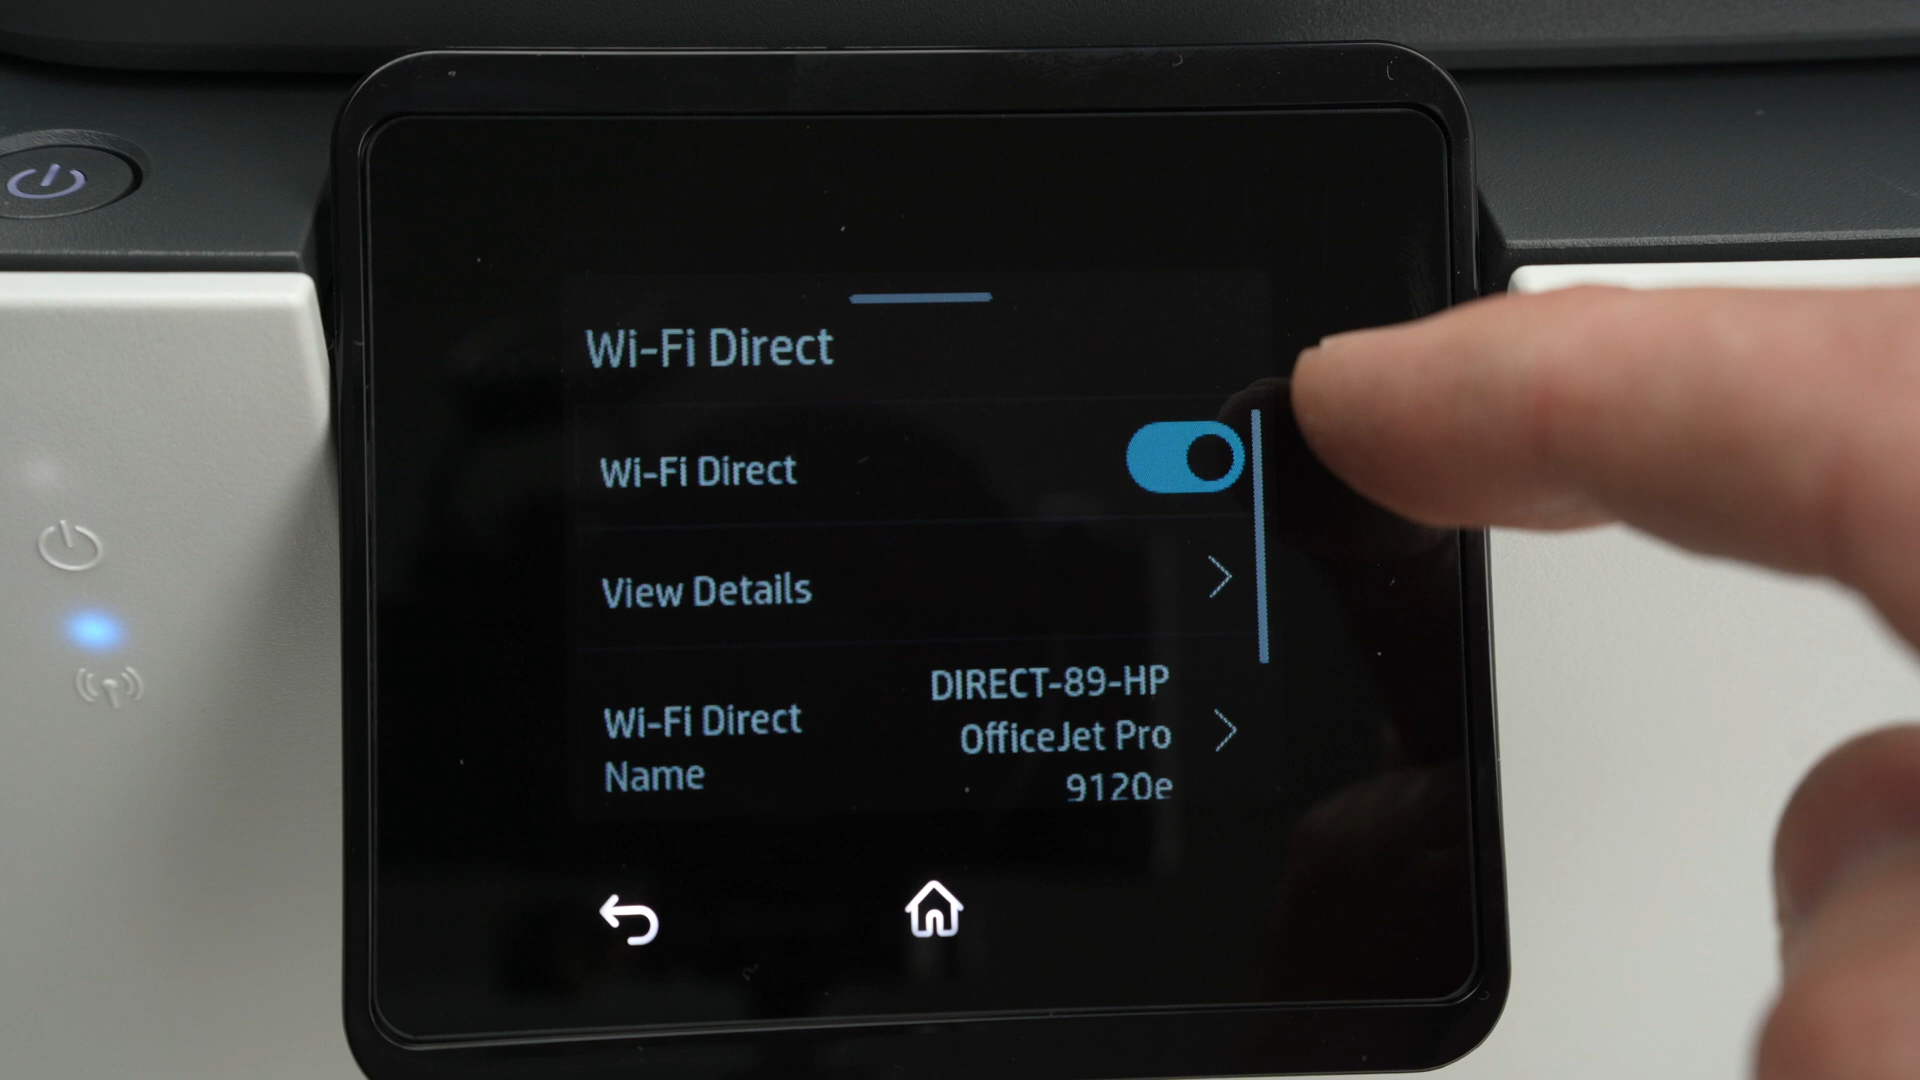 Wi-Fi Direct
Wi-Fi Direct
View Details
Wi-Fi Direct
Name
DIRECT-89-HP
OfficeJet Pro
9120e